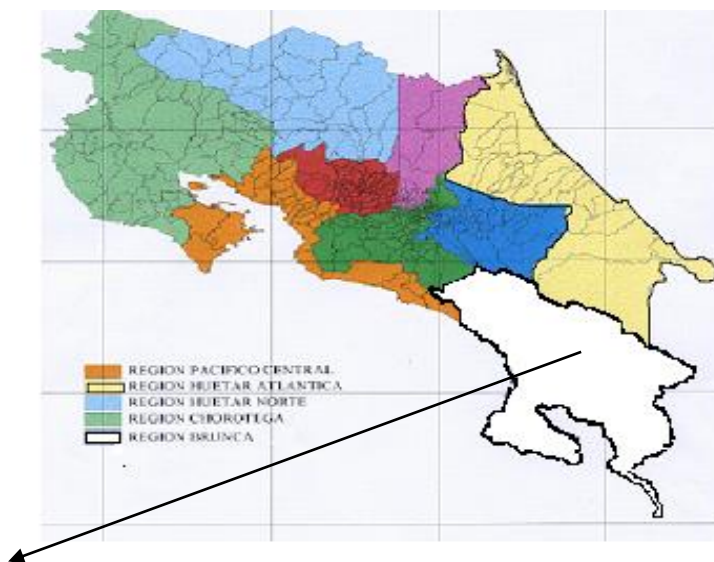 REGION PACIFICO CENTRAL
REGION HUETAR ATLANTICA
REGION HUETAR NORTE
REGION CHOROTEGA
REGION BRUNCA